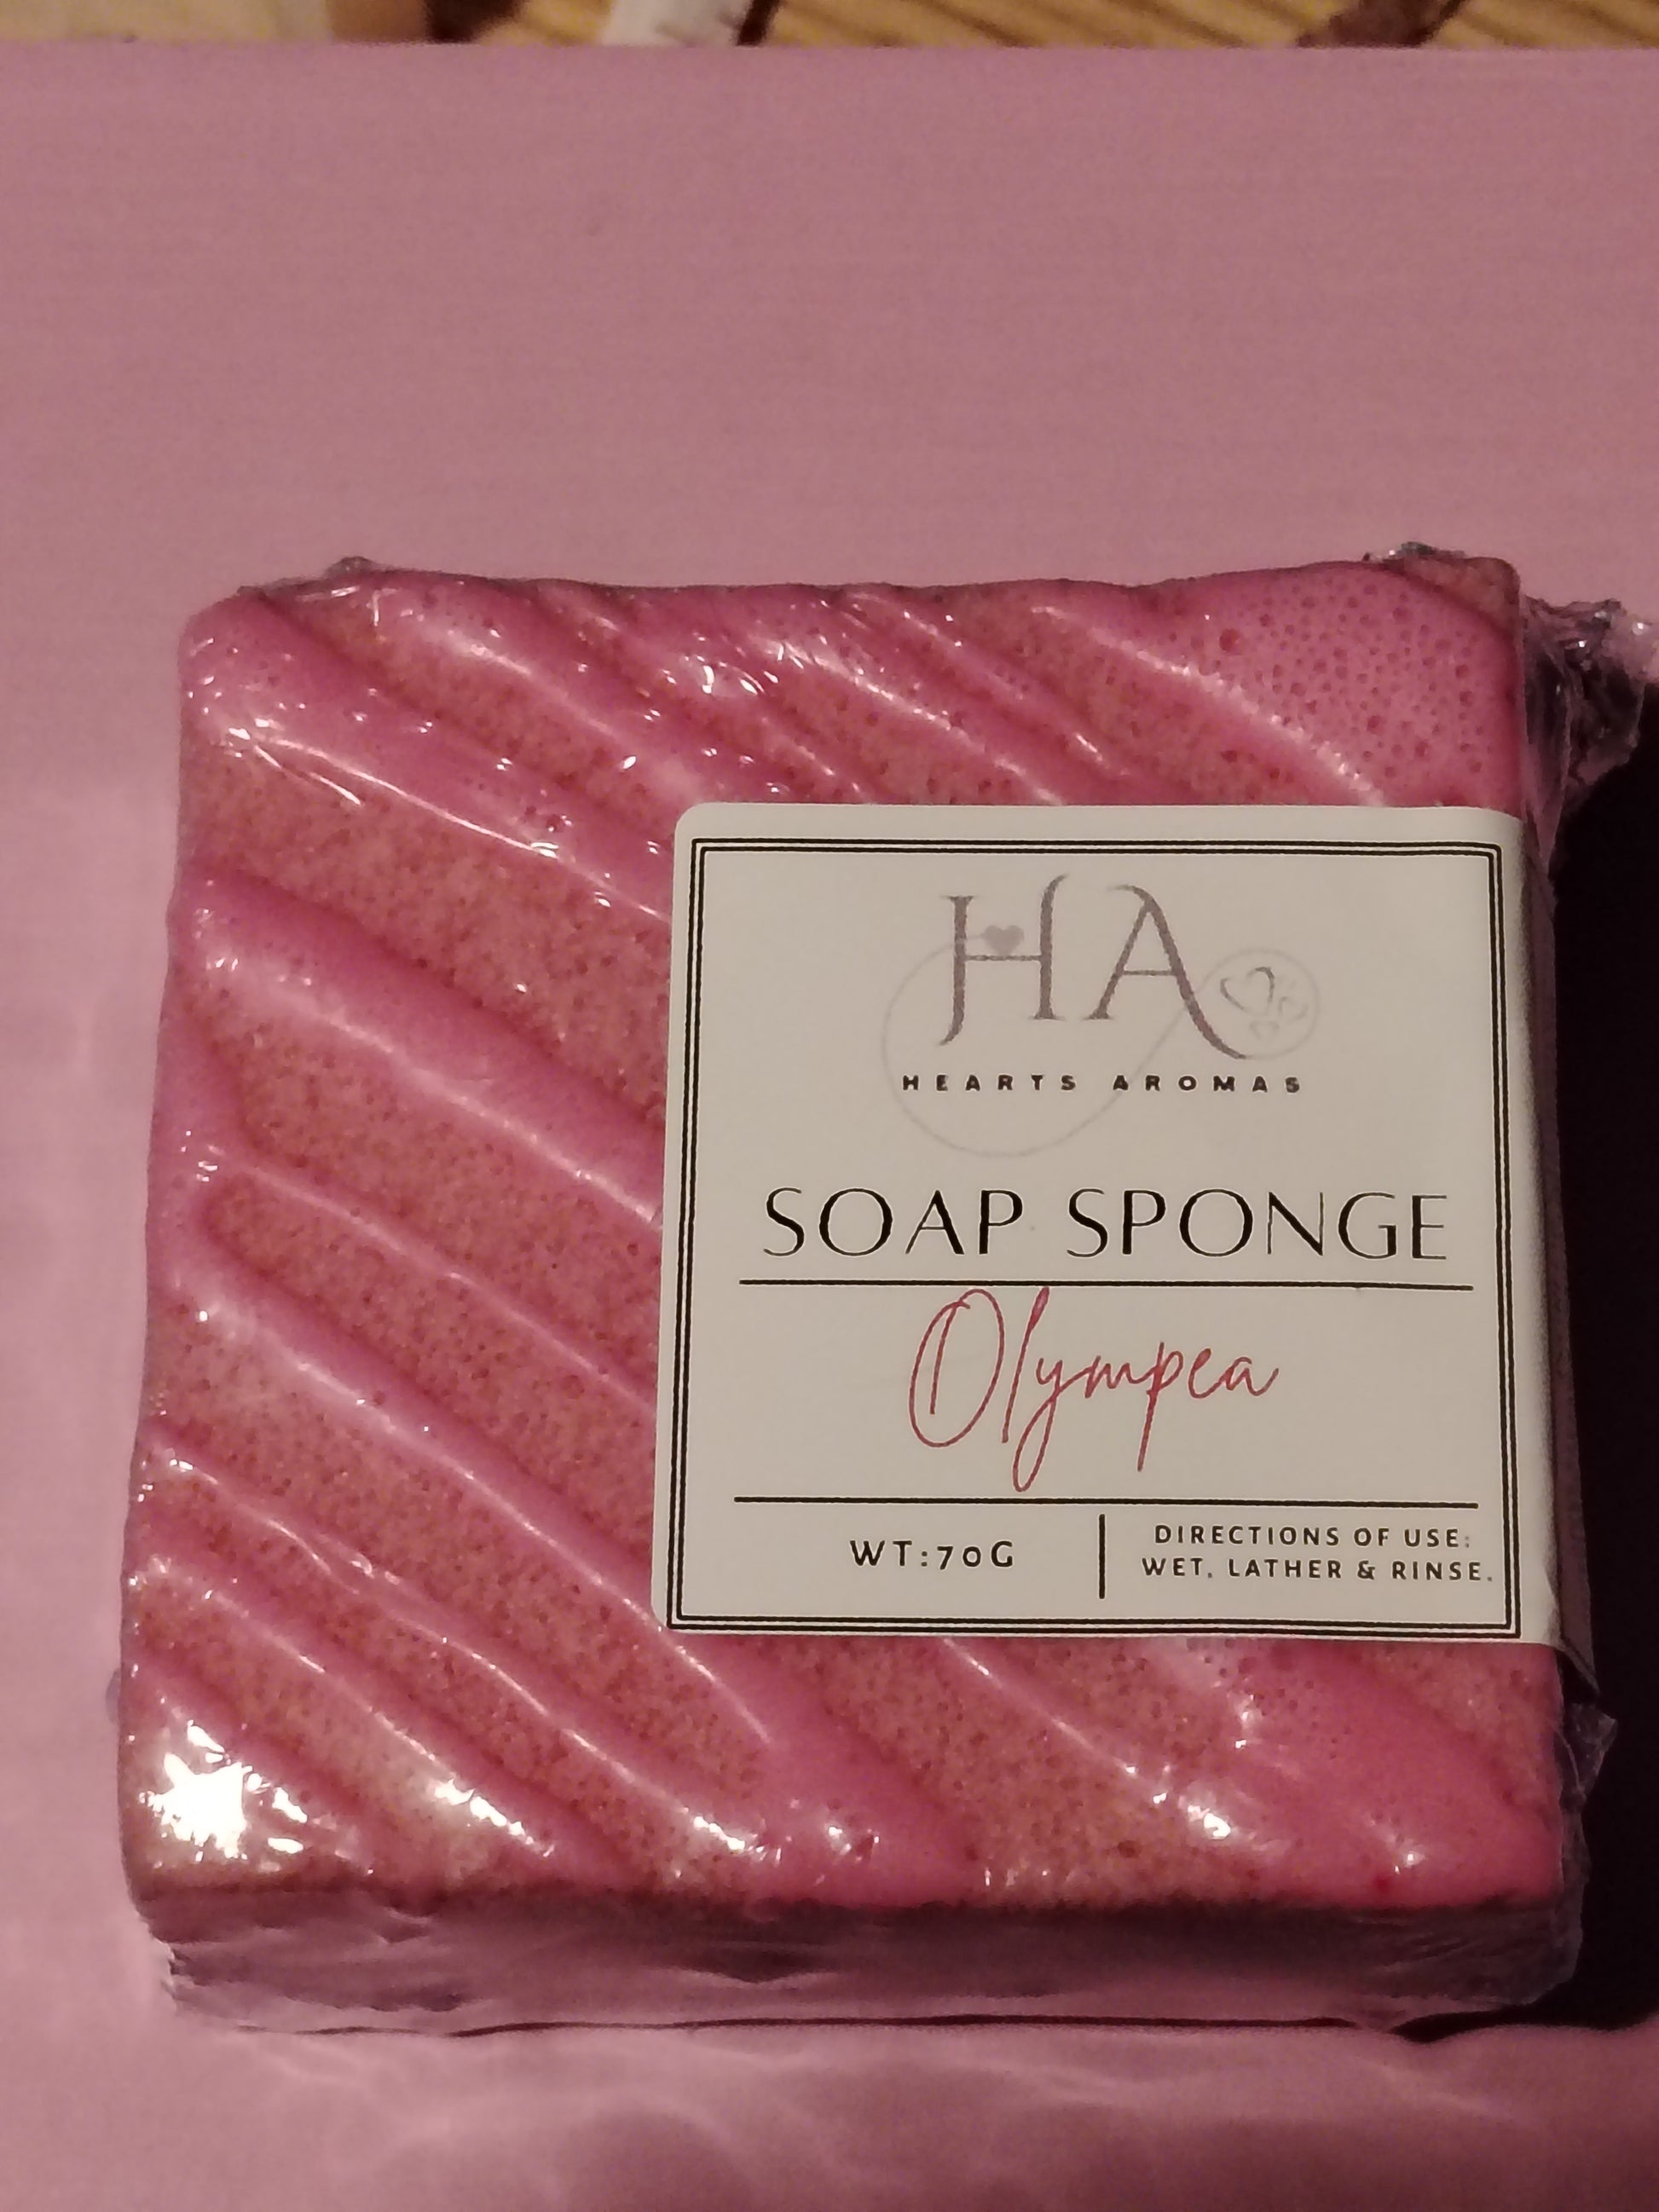 HA
HEARTS AROMAS
SOAP SPONGE
Olympea
WT:70G
DIRECTIONS OF USE:
WET, LATHER & RINSE.